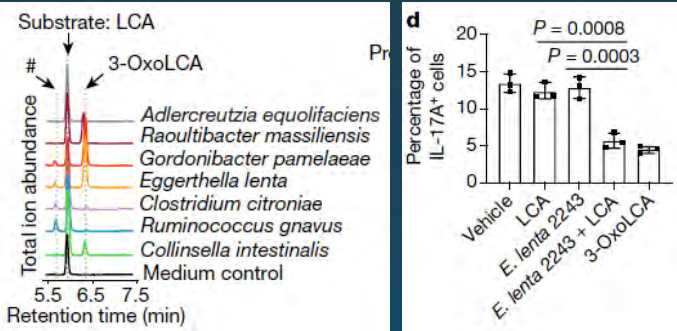 Substrate: LCA
#
3-OxoLCA
Total ion abundance
Adlercreutzia equolifaciens
Raoultibacter massiliensis
Gordonibacter pamelaeae
Eggerthella lenta
Clostridium citroniae
Ruminococcus gnavus
Collinsella intestinalis
Medium control
5.5 6.5 7.5
Retention time (min)
Pr
d
P = 0.0008
P = 0.0003
Percentage of
IL-17A⁺ cells
20
15
10
5
0
Vehicle
LCA
E. lenta 2243
E. lenta 2243 + LCA
3-OxoLCA